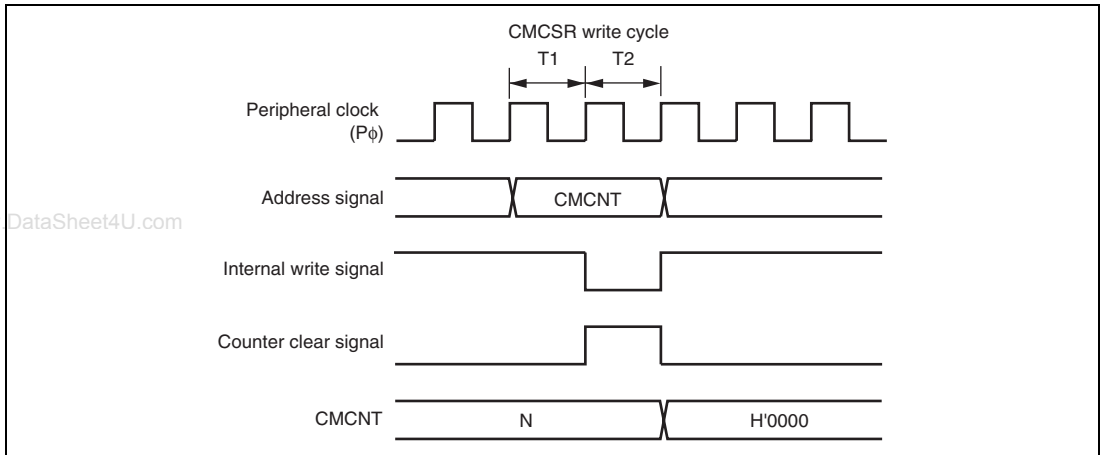 CMCSR write cycle
T1 T2
Peripheral clock
(Pφ)
Address signal CMCNT
.DataSheet4U.com
Internal write signal
Counter clear signal
CMCNT N H'0000